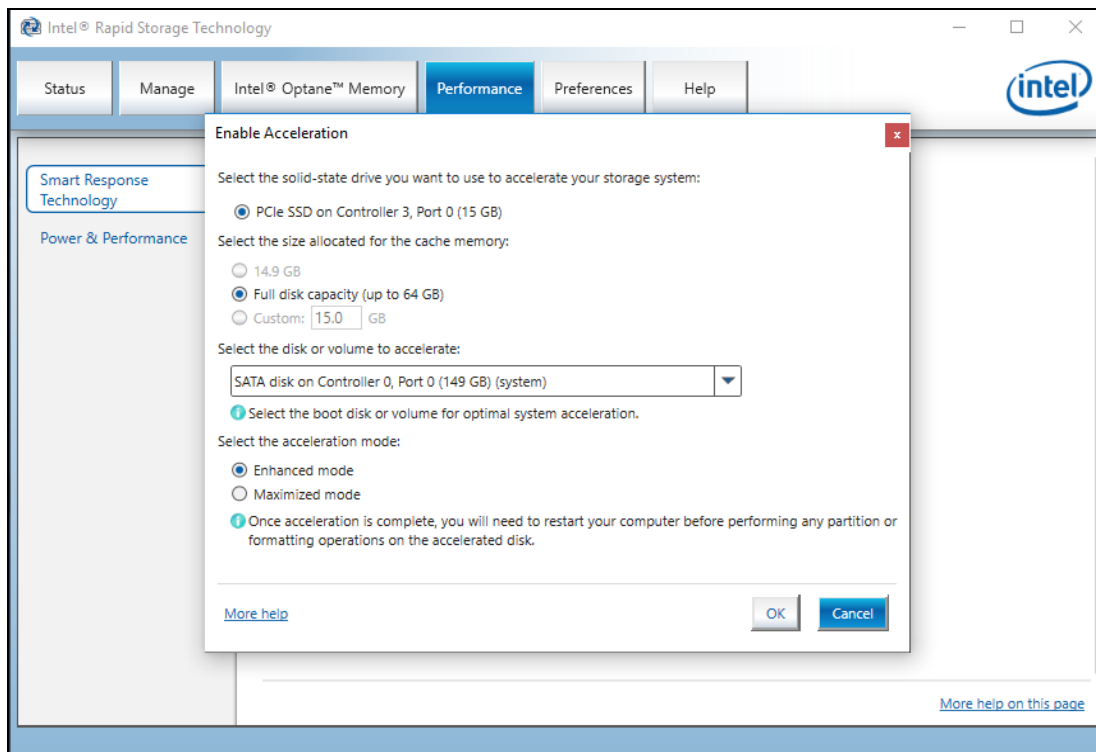 Intel® Rapid Storage Technology
Status
Manage
Intel® Optane™ Memory
Performance
Preferences
Help
intel
Enable Acceleration
x
Smart Response
Technology
Power & Performance
Select the solid-state drive you want to use to accelerate your storage system:
PCIe SSD on Controller 3, Port 0 (15 GB)
Select the size allocated for the cache memory:
14.9 GB
Full disk capacity (up to 64 GB)
Custom: 15.0 GB
Select the disk or volume to accelerate:
SATA disk on Controller 0, Port 0 (149 GB) (system)
Select the boot disk or volume for optimal system acceleration.
Select the acceleration mode:
Enhanced mode
Maximized mode
Once acceleration is complete, you will need to restart your computer before performing any partition or
formatting operations on the accelerated disk.
More help
OK
Cancel
More help on this page